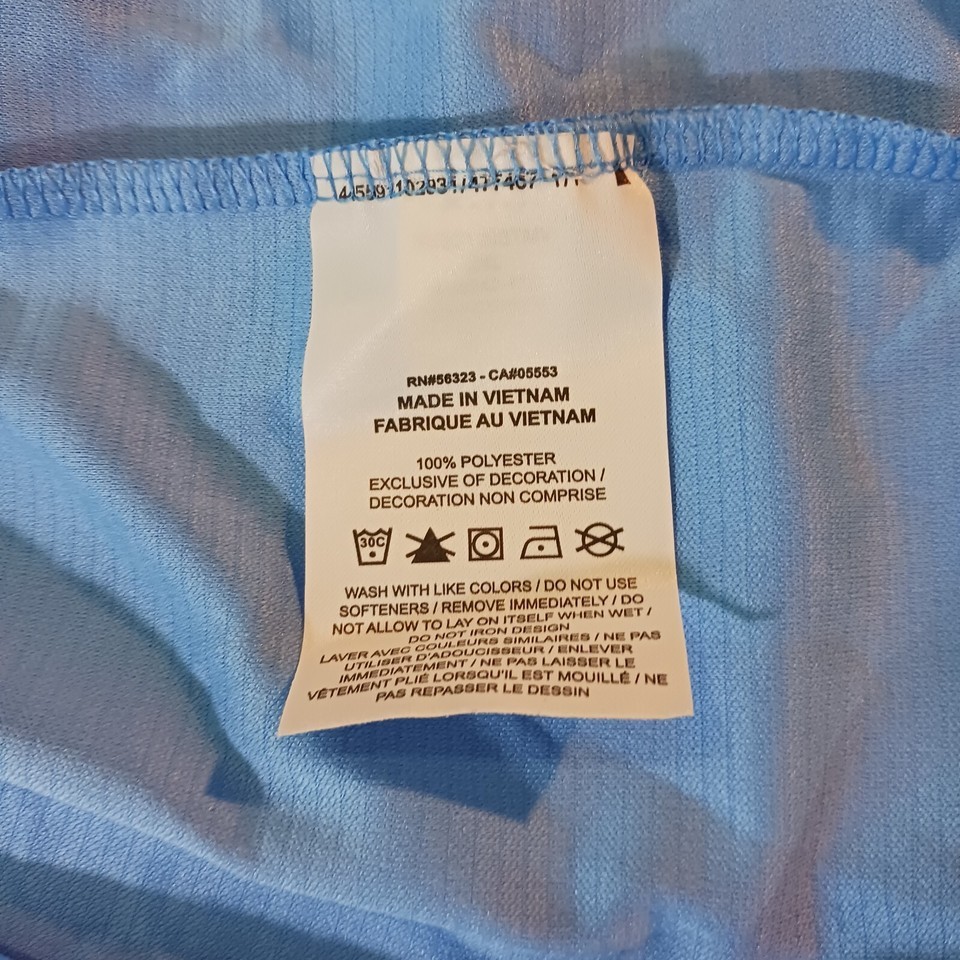 RN#56323 - CA#05553
MADE IN VIETNAM
FABRIQUE AU VIETNAM
100% POLYESTER
EXCLUSIVE OF DECORATION /
DECORATION NON COMPRISE
30C
WASH WITH LIKE COLORS / DO NOT USE
SOFTENERS / REMOVE IMMEDIATELY / DO
NOT ALLOW TO LAY ON ITSELF WHEN WET /
DO NOT IRON DESIGN
LAVER AVEC COULEURS SIMILAIRES / NE PAS
UTILISER D'ADOUCISSEUR / ENLEVER
IMMEDIATEMENT / NE PAS LAISSER LE
VÊTEMENT PLIÉ LORSQU'IL EST MOUILLÉ / NE
PAS REPASSER LE DESSIN